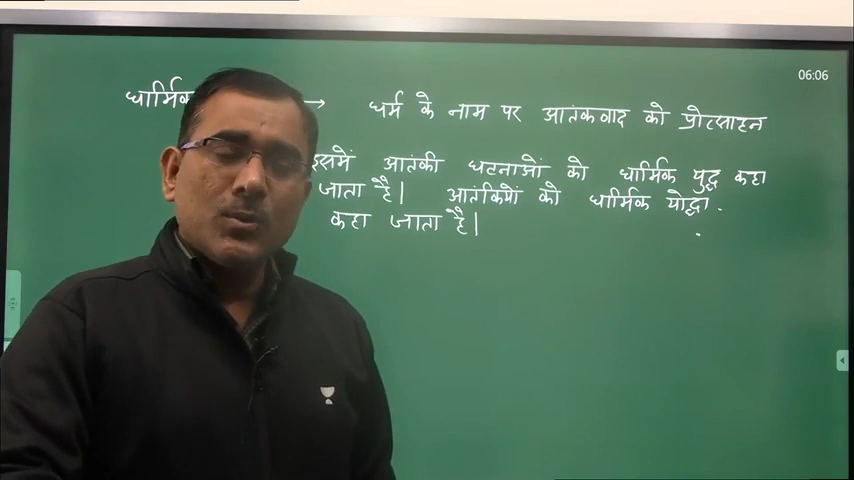 06:06
धार्मिक → धर्म के नाम पर आतंकवाद को प्रोत्साहन
इसमें आतंकी घटनाओं को धार्मिक युद्ध कहा
जाता है। आतंकियों को धार्मिक योद्धा.
कहा जाता है।